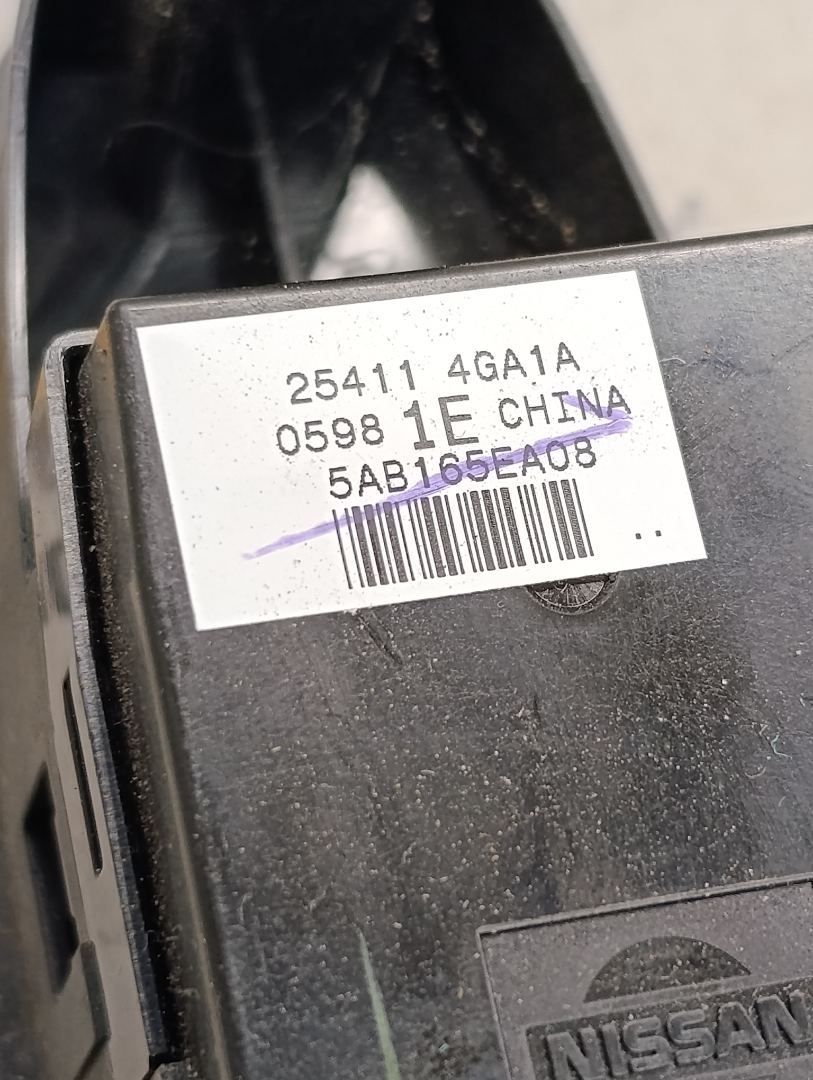 25411 4GA1A
0598 1E CHINA
5AB165EA08
NISSAN